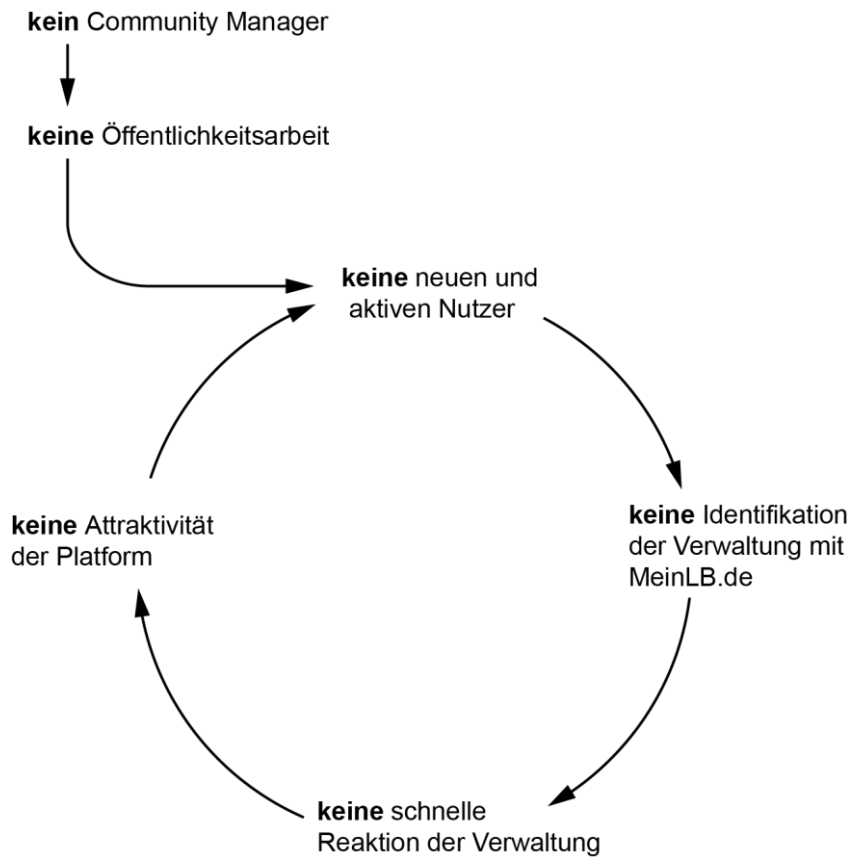 kein Community Manager
keine Öffentlichkeitsarbeit
keine neuen und
aktiven Nutzer
keine Identifikation
der Verwaltung mit
MeinLB.de
keine schnelle
Reaktion der Verwaltung
keine Attraktivität
der Platform